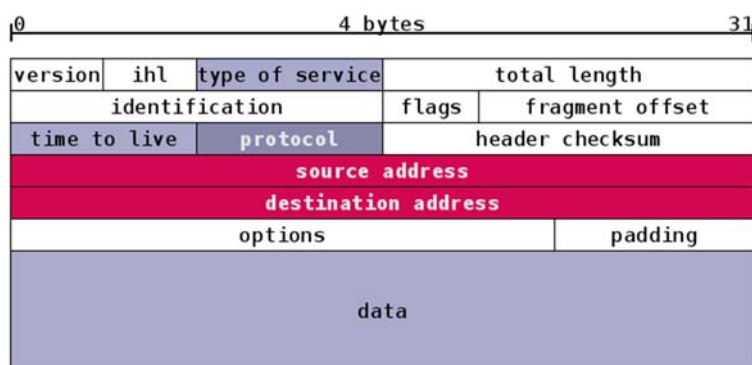 0 4 bytes 31
version ihl type of service total length
identification flags fragment offset
time to live protocol header checksum
source address
destination address
options padding
data